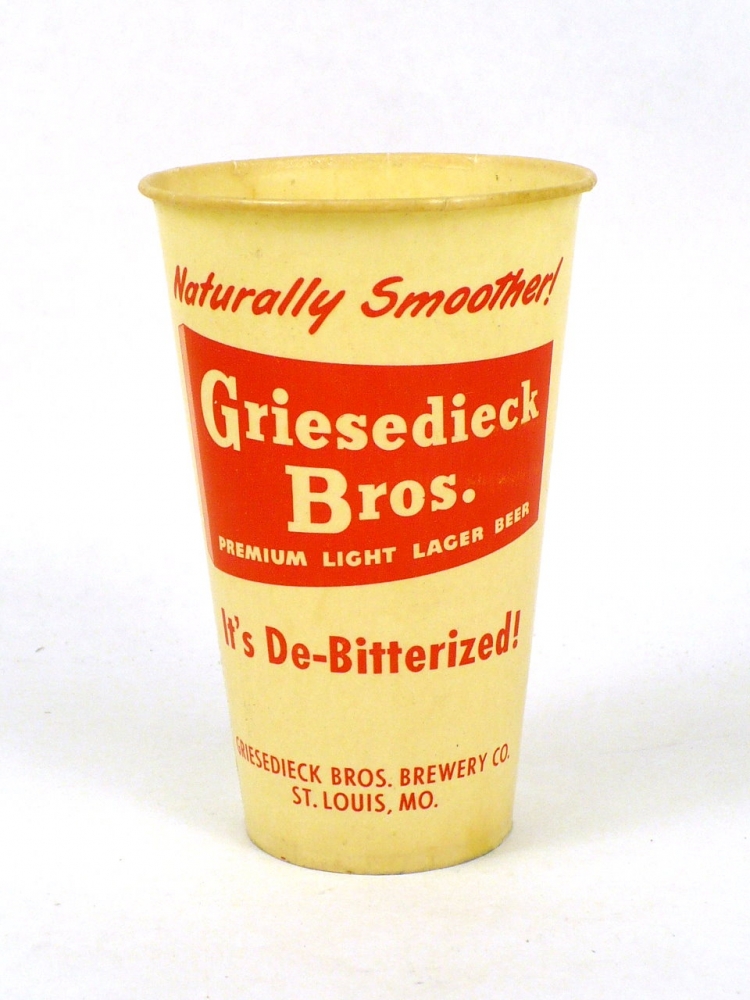 Naturally Smoother!
Griesedieck
Bros.
PREMIUM LIGHT LAGER BEER
It's De-Bitterized!
GRIESEDIECK BROS. BREWERY CO.
ST. LOUIS, MO.